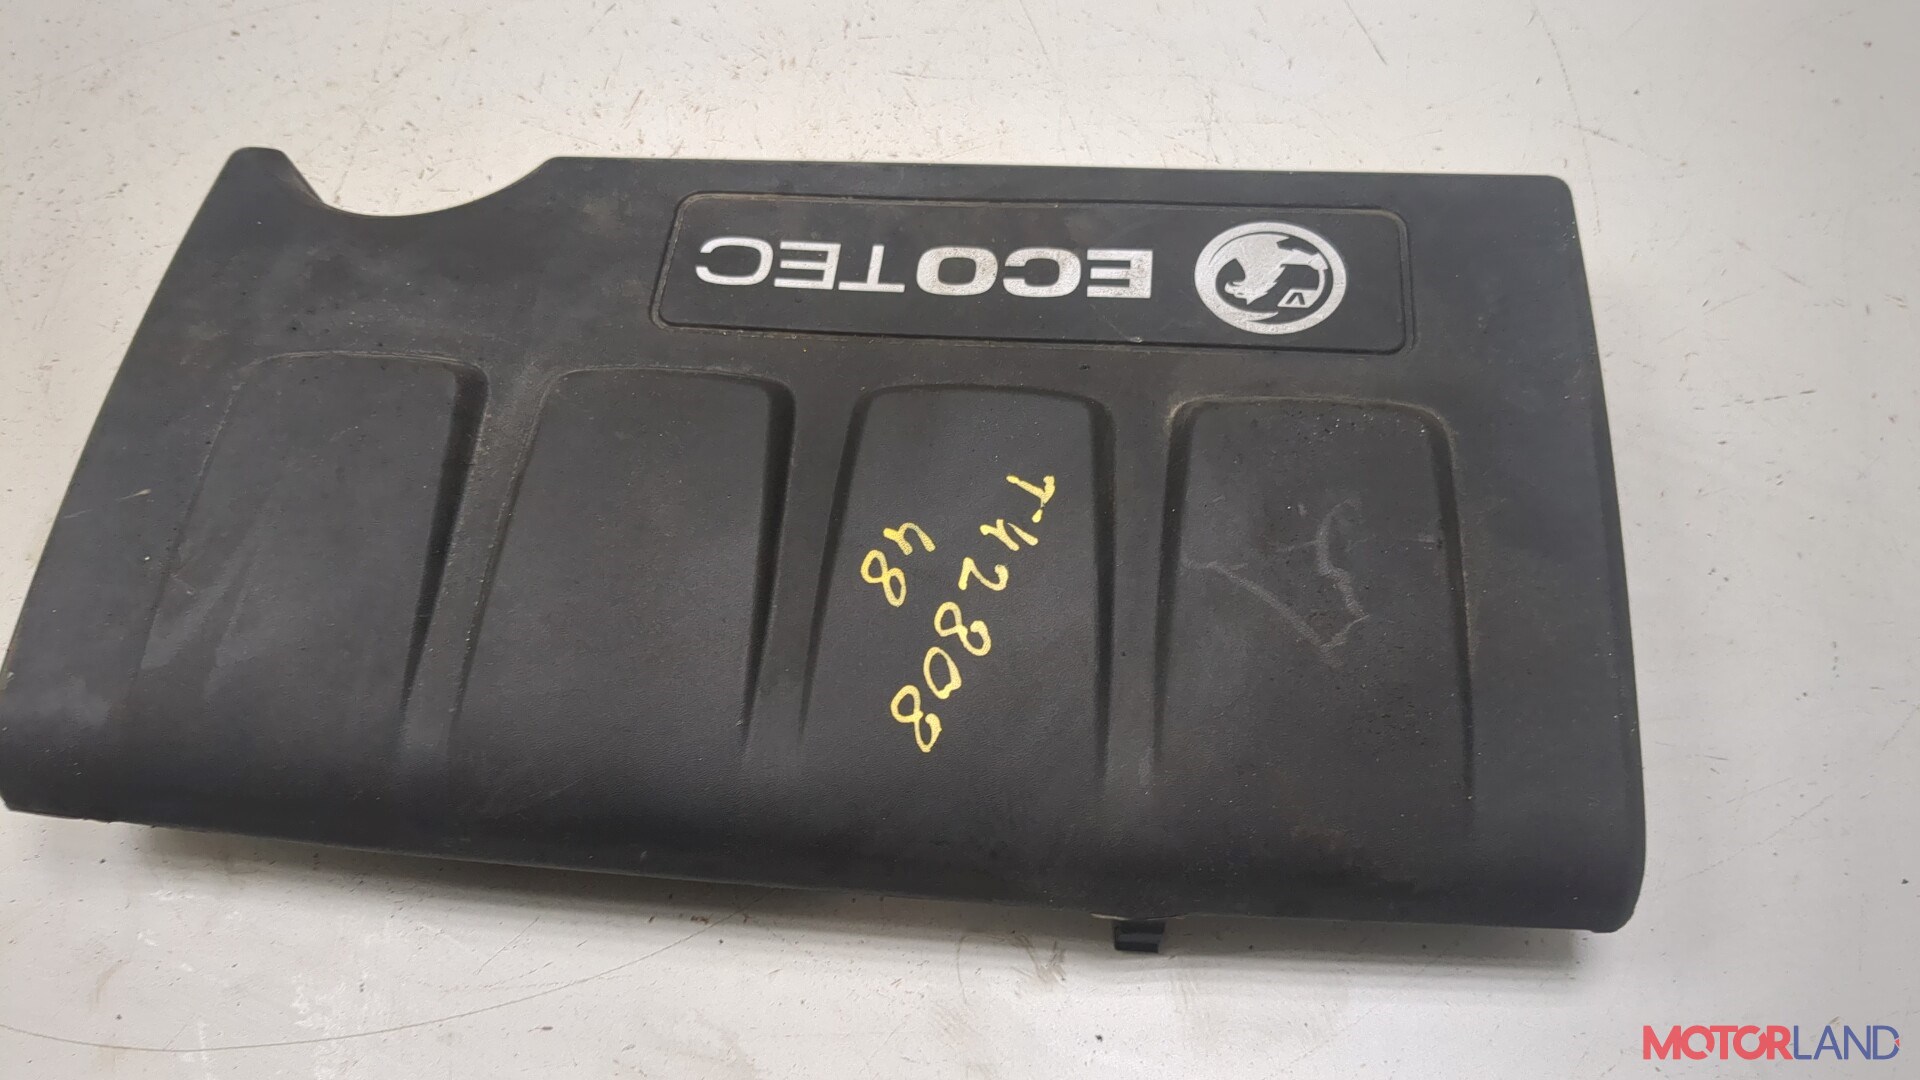 ECOTEC
V
T42808
48
MOTORLAND